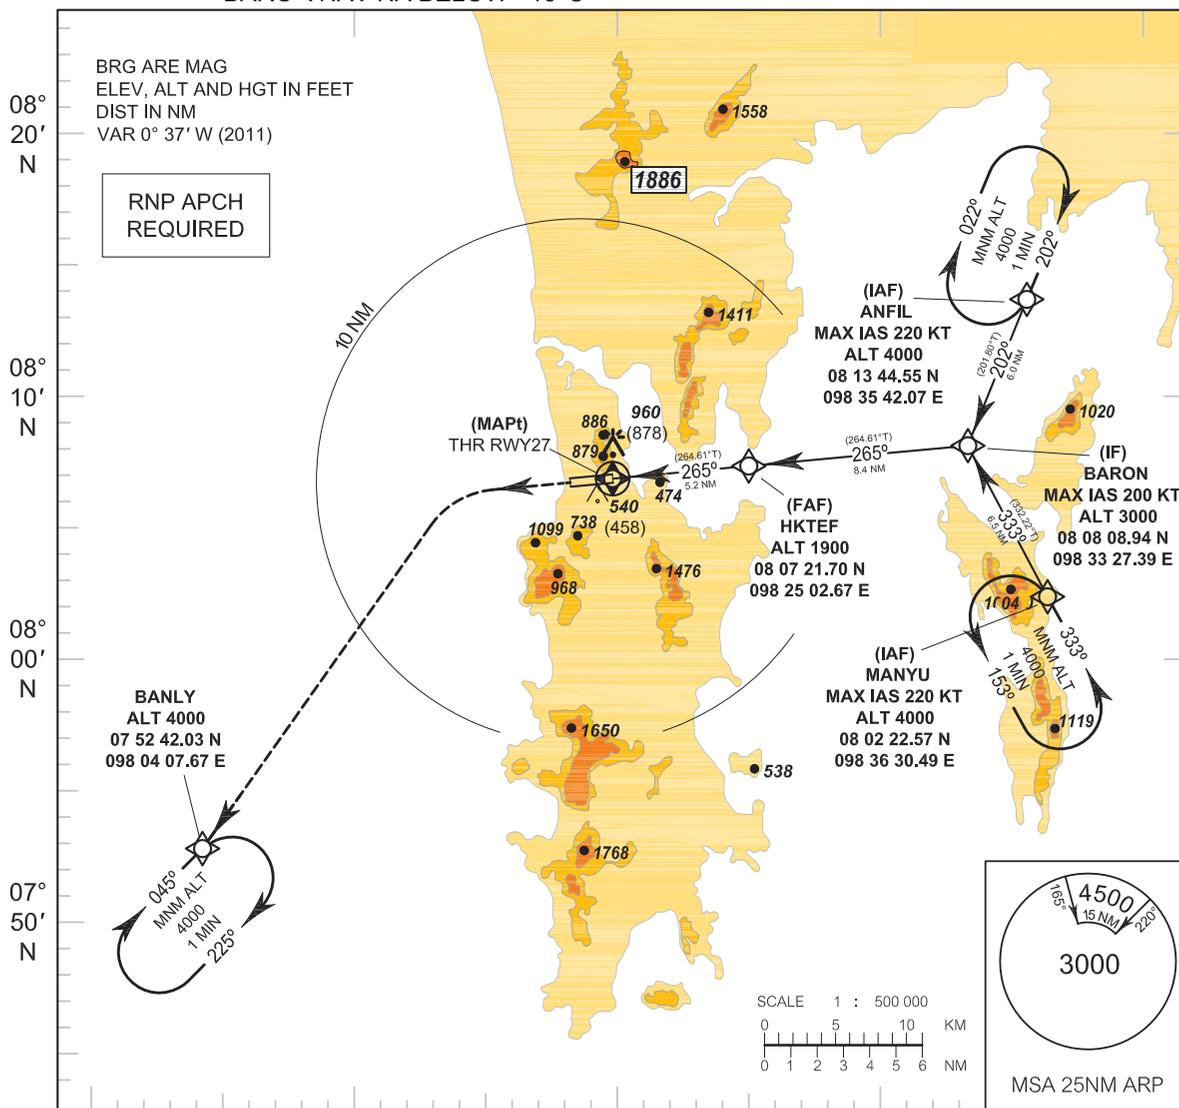 BRG ARE MAG
ELEV, ALT AND HGT IN FEET
DIST IN NM
VAR 0° 37' W (2011)
RNP APCH
REQUIRED
08°
20'
N
08°
10'
N
08°
00'
N
07°
50'
N
1558
1886
10 NM
1411
022°
MNM ALT
4000
1 MIN
202°
(IAF)
ANFIL
MAX IAS 220 KT
ALT 4000
08 13 44.55 N
098 35 42.07 E
(201.80°T)
202°
6.0 NM
1020
(MAPt)
THR RWY27
886
960
(878)
879
(264.61°T)
265°
5.2 NM
474
(264.61°T)
265°
8.4 NM
540
(458)
(FAF)
HKTEF
ALT 1900
08 07 21.70 N
098 25 02.67 E
(IF)
BARON
MAX IAS 200 KT
ALT 3000
08 08 08.94 N
098 33 27.39 E
(332.22°T)
333°
6.5 NM
1099
738
968
1476
1004
(IAF)
MANYU
MAX IAS 220 KT
ALT 4000
08 02 22.57 N
098 36 30.49 E
333°
MNM ALT
4000
1 MIN
153°
1119
BANLY
ALT 4000
07 52 42.03 N
098 04 07.67 E
1650
538
1768
045°
MNM ALT
4000
1 MIN
225°
SCALE 1 : 500 000
0 5 10 KM
0 1 2 3 4 5 6 NM
165°
4500
15 NM
220°
3000
MSA 25NM ARP